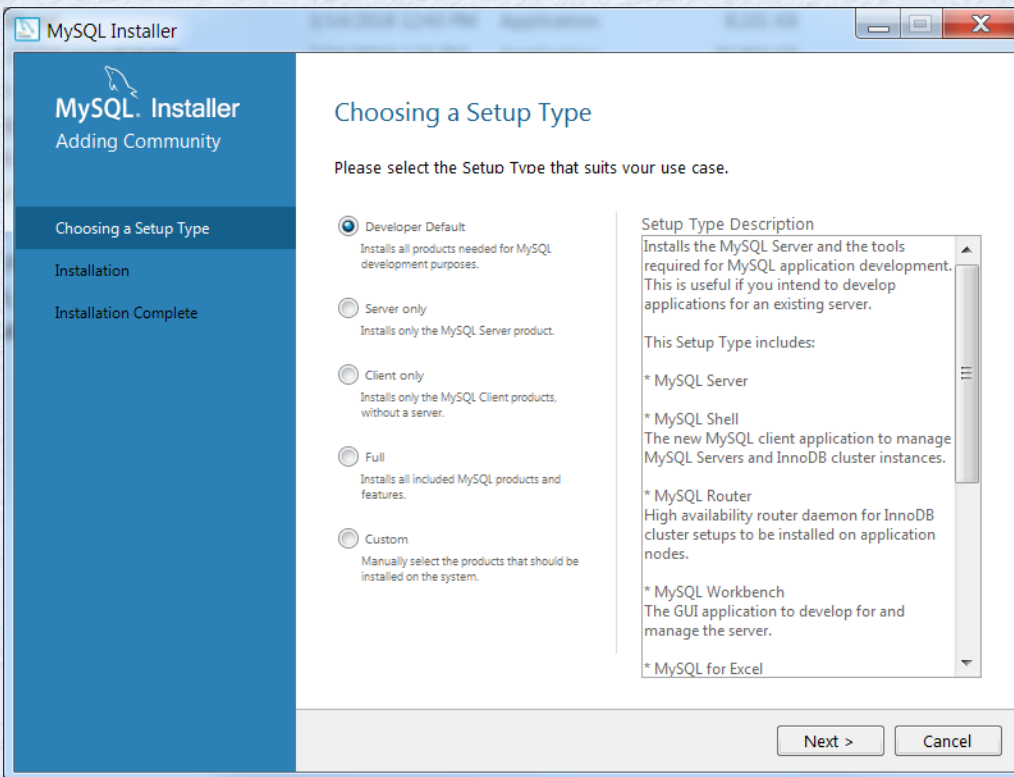 3/14/2018 12:43 PM Application
MySQL Installer
MySQL. Installer
Adding Community
Choosing a Setup Type
Installation
Installation Complete
Choosing a Setup Type
Please select the Setup Type that suits your use case.
Developer Default
Installs all products needed for MySQL
development purposes.
Server only
Installs only the MySQL Server product.
Client only
Installs only the MySQL Client products,
without a server.
Full
Installs all included MySQL products and
features.
Custom
Manually select the products that should be
installed on the system.
Setup Type Description
Installs the MySQL Server and the tools
required for MySQL application development.
This is useful if you intend to develop
applications for an existing server.
This Setup Type includes:
* MySQL Server
* MySQL Shell
The new MySQL client application to manage
MySQL Servers and InnoDB cluster instances.
* MySQL Router
High availability router daemon for InnoDB
cluster setups to be installed on application
nodes.
* MySQL Workbench
The GUI application to develop for and
manage the server.
* MySQL for Excel
Next >
Cancel